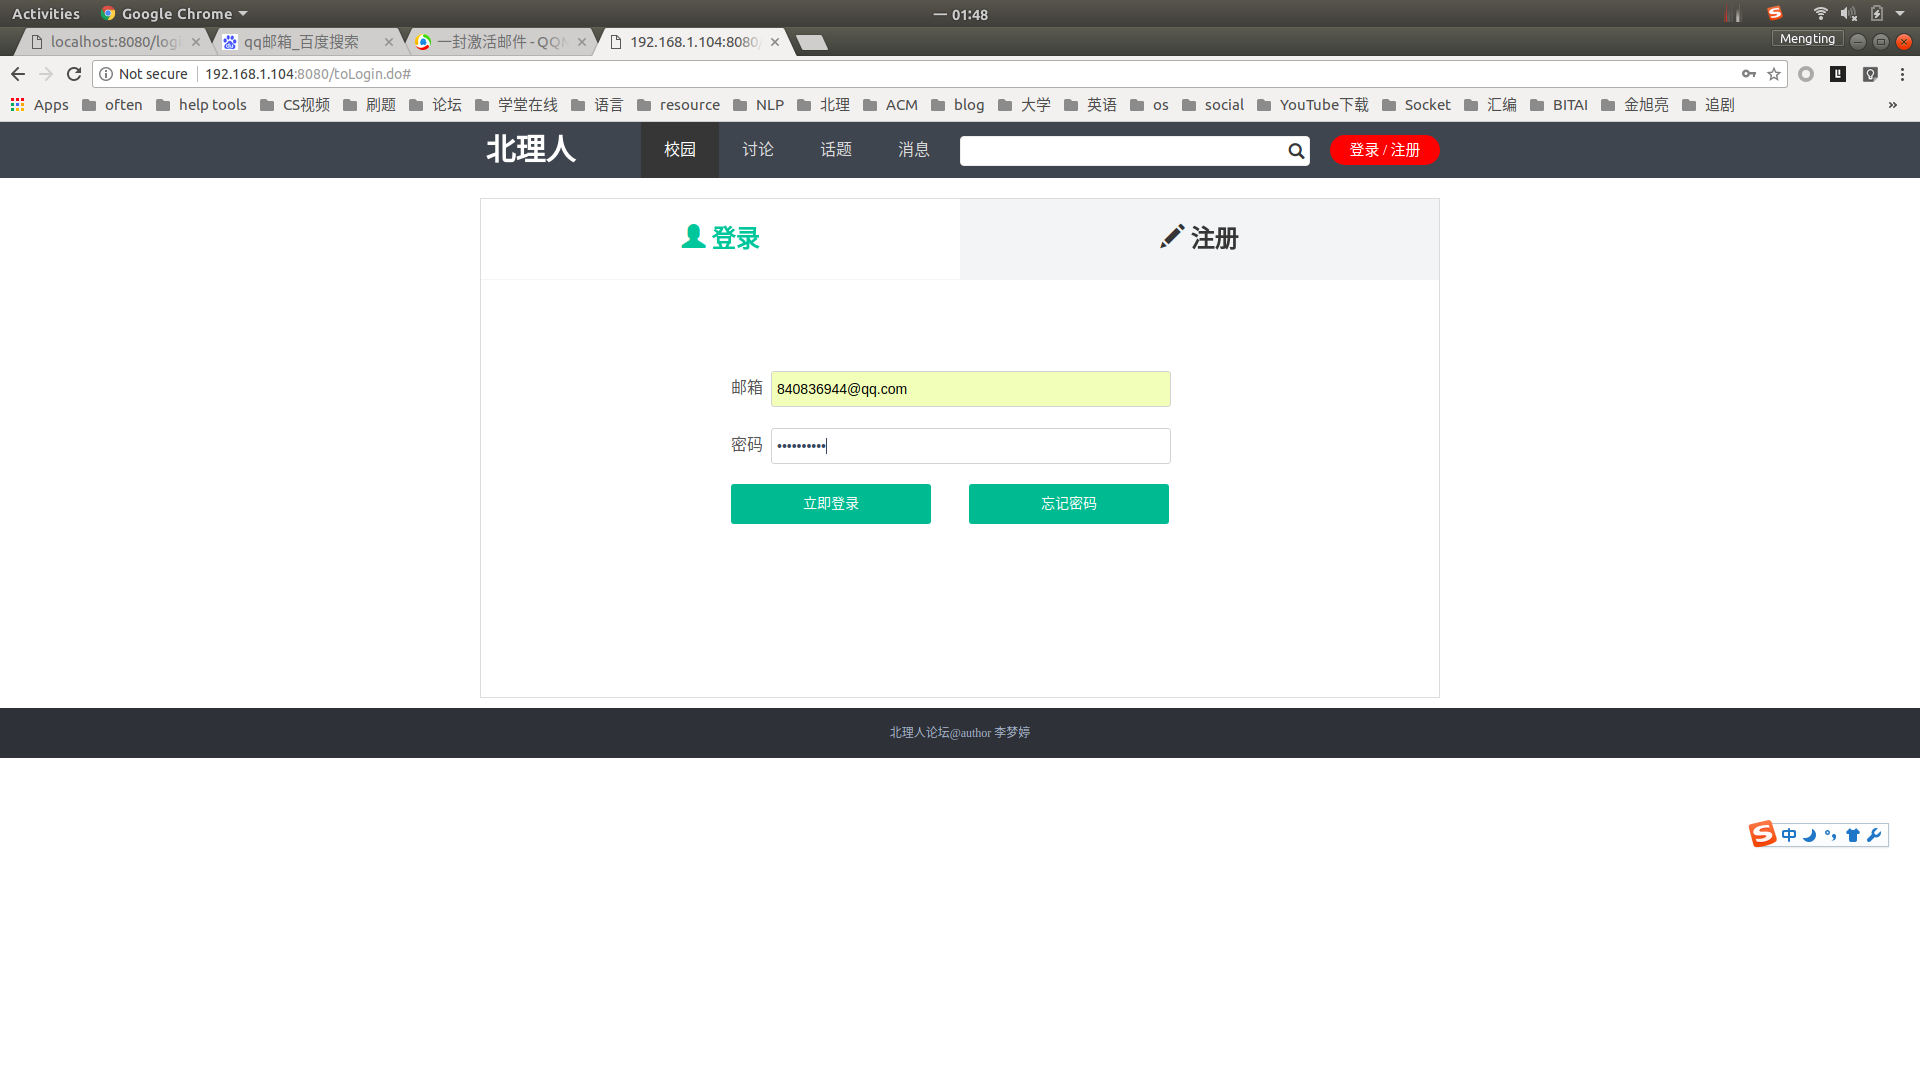 Activities Google Chrome 一 01:48
localhost:8080/logi qq邮箱_百度搜索 一封激活邮件 - QQM 192.168.1.104:8080/ Mengting
Not secure 192.168.1.104:8080/toLogin.do#
Apps often help tools CS视频 刷题 论坛 学堂在线 语言 resource NLP 北理 ACM blog 大学 英语 os social YouTube下载 Socket 汇编 BITAI 金旭亮 追剧 »
北理人 校园 讨论 话题 消息 登录 / 注册
登录 注册
邮箱 840836944@qq.com
密码 ••••••••••
立即登录 忘记密码
北理人论坛@author 李梦婷
S 中